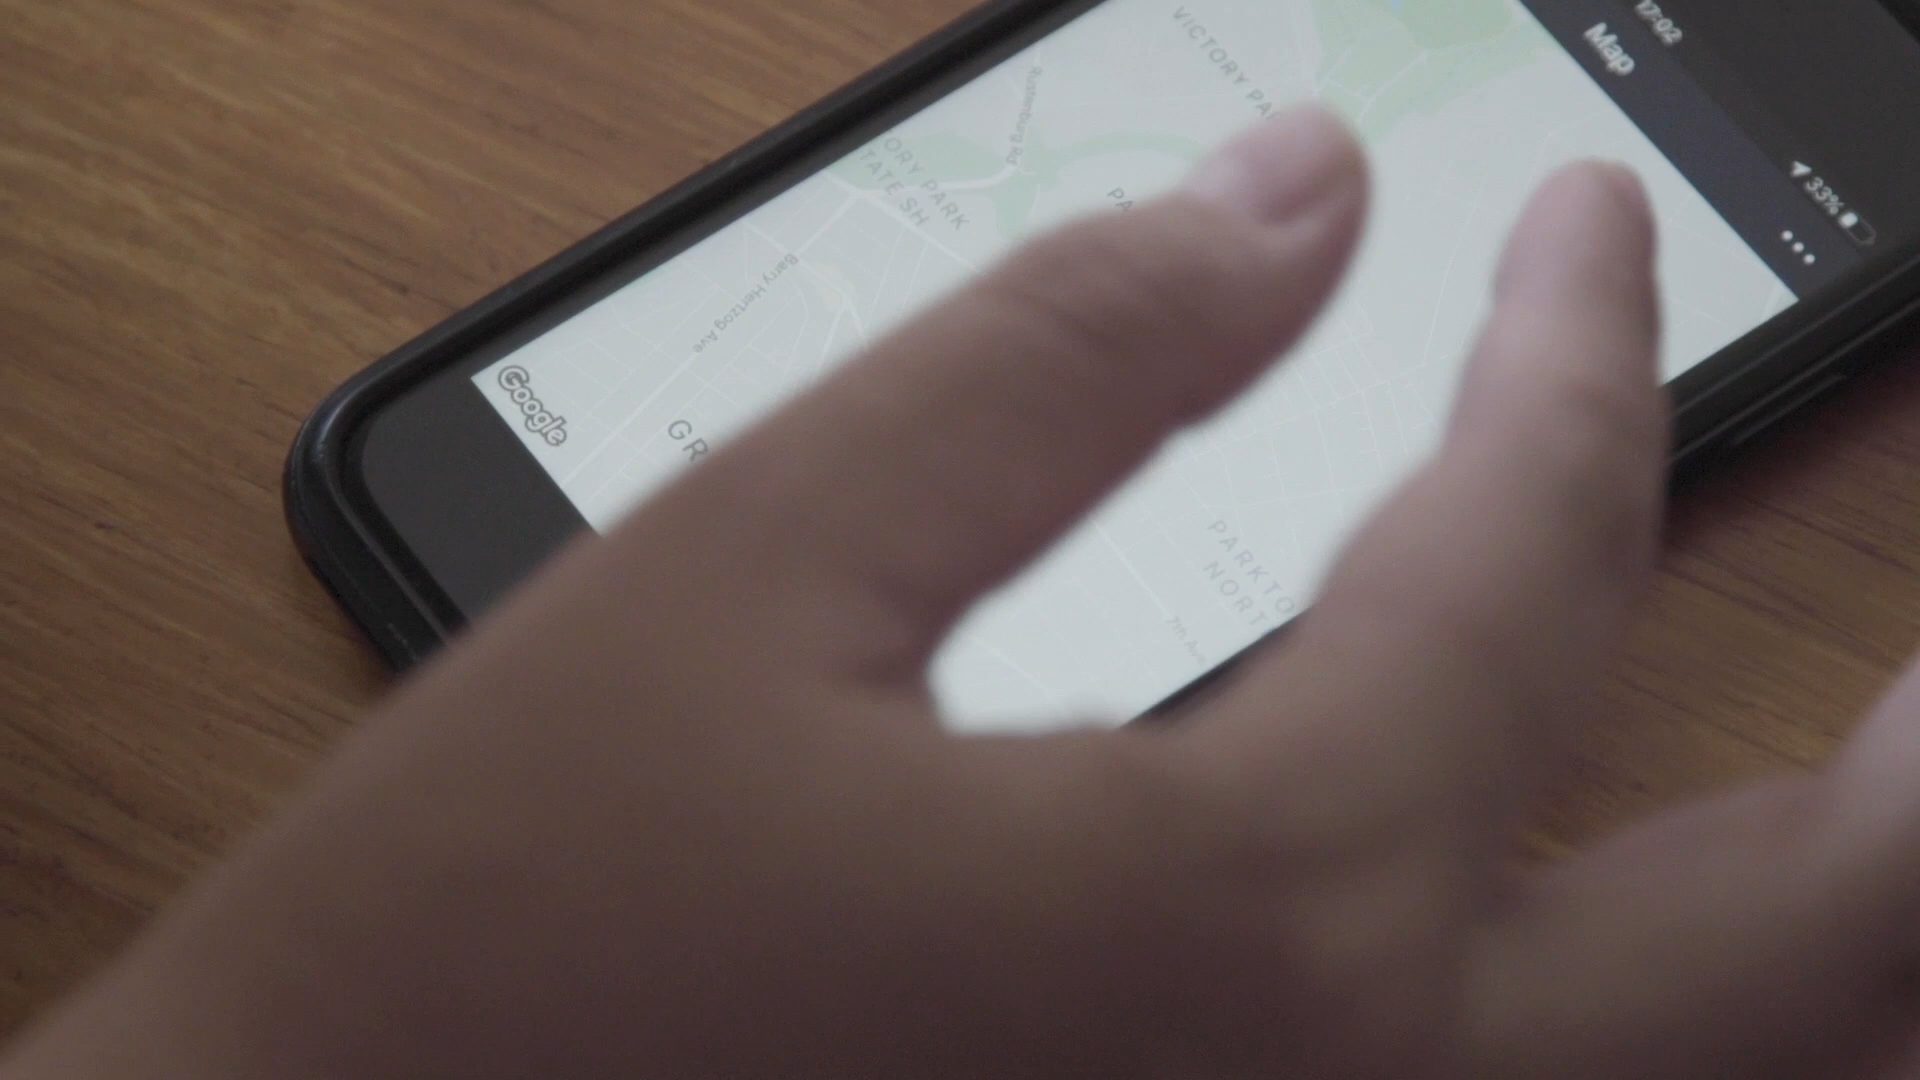 17:02
33%
Map
VICTORY PA
Rustenburg Rd
ORY PARK
TATE SH
PA
Barry Hertzog Ave
Google
GR
PARKTO
NORT
7th Ave